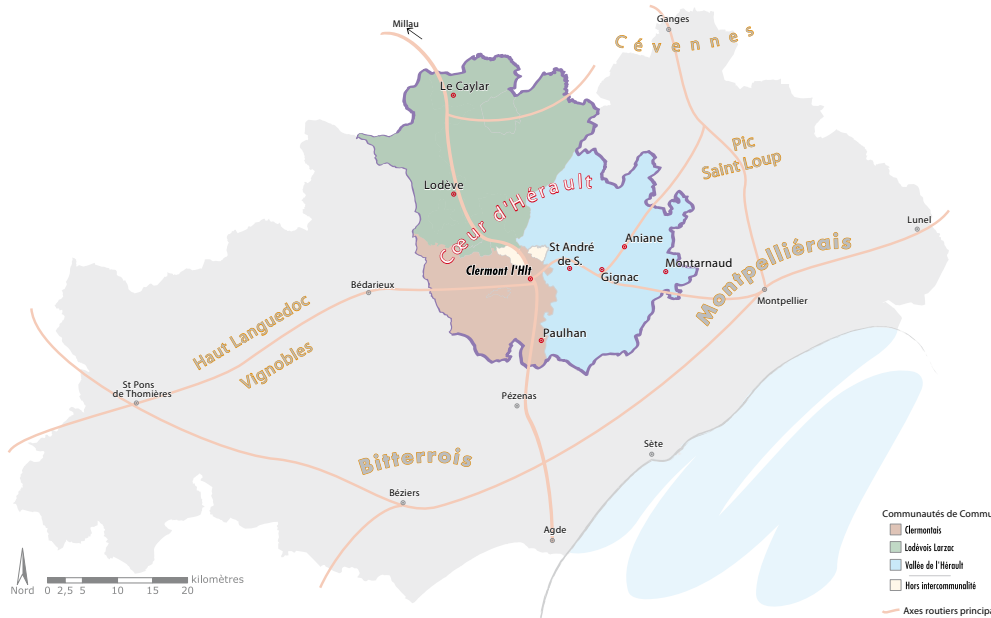 Millau
Ganges
Cévennes
Le Caylar
Pic
Saint Loup
Lodève
Cœur d'Hérault
Lunel
St André
de S.
Aniane
Clermont l'Hlt
Gignac
Montarnaud
Montpelliérais
Bédarieux
Montpellier
Haut Languedoc
Vignobles
Paulhan
St Pons
de Thomières
Pézenas
Sète
Bitterrois
Béziers
Agde
Communautés de Commu
Clermontais
Lodévois Larzac
Vallée de l'Hérault
Hors intercommunalité
Axes routiers principa
Nord
0 2,5 5 10 15 20 kilomètres